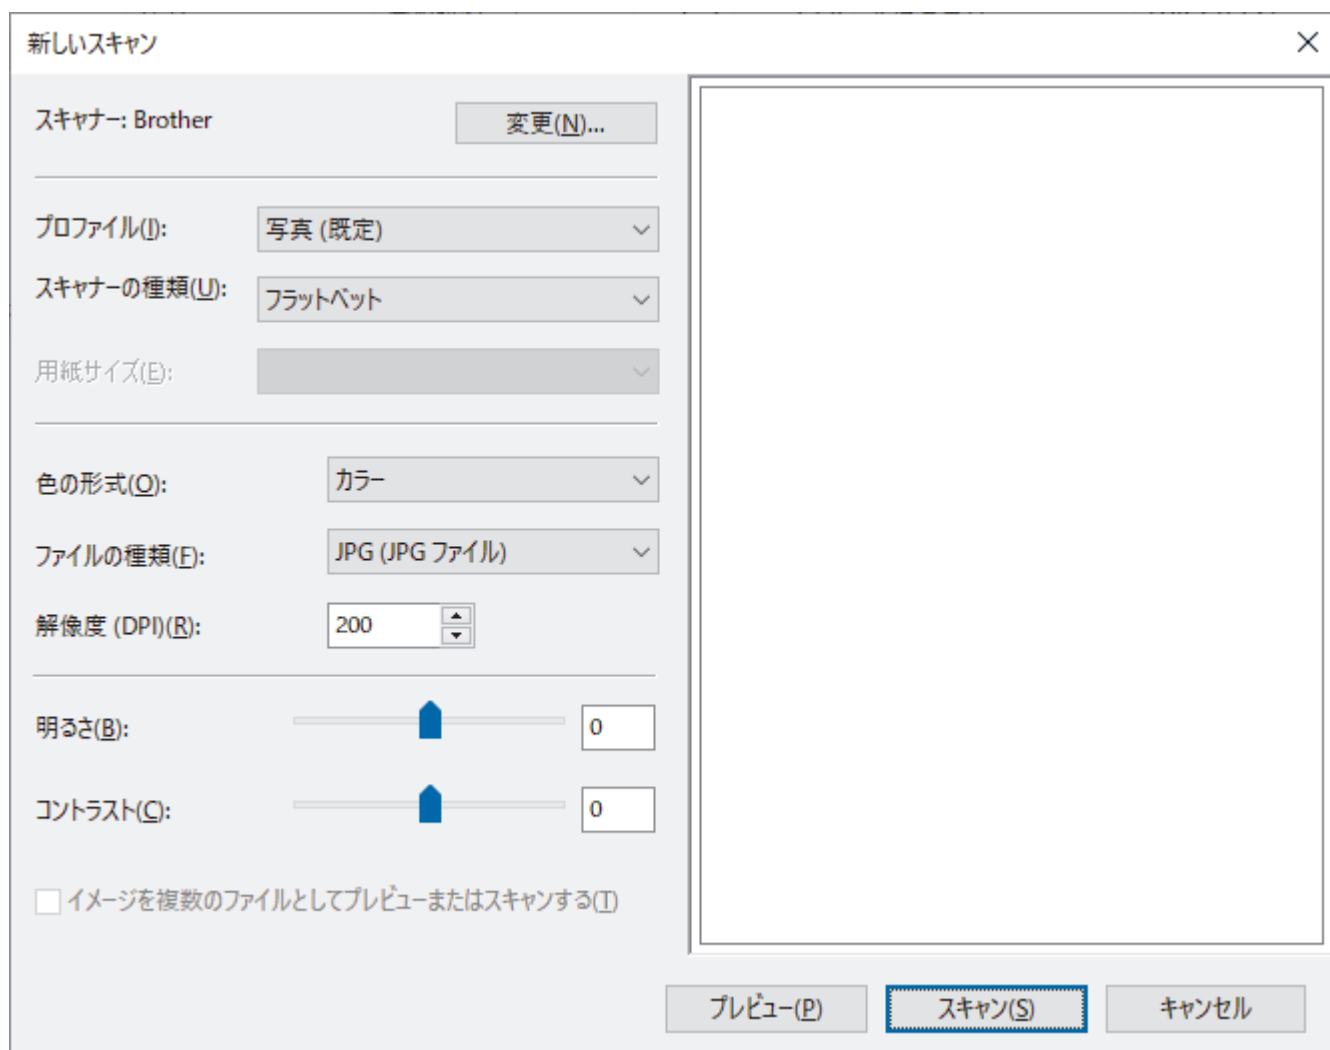 新しいスキャン
スキャナー: Brother
変更(N)...
プロファイル(I):
写真 (既定)
スキャナーの種類(U):
フラットベット
用紙サイズ(E):
色の形式(O):
カラー
ファイルの種類(F):
JPG (JPG ファイル)
解像度 (DPI)(R):
200
明るさ(B):
0
コントラスト(C):
0
イメージを複数のファイルとしてプレビューまたはスキャンする(T)
プレビュー(P)
スキャン(S)
キャンセル